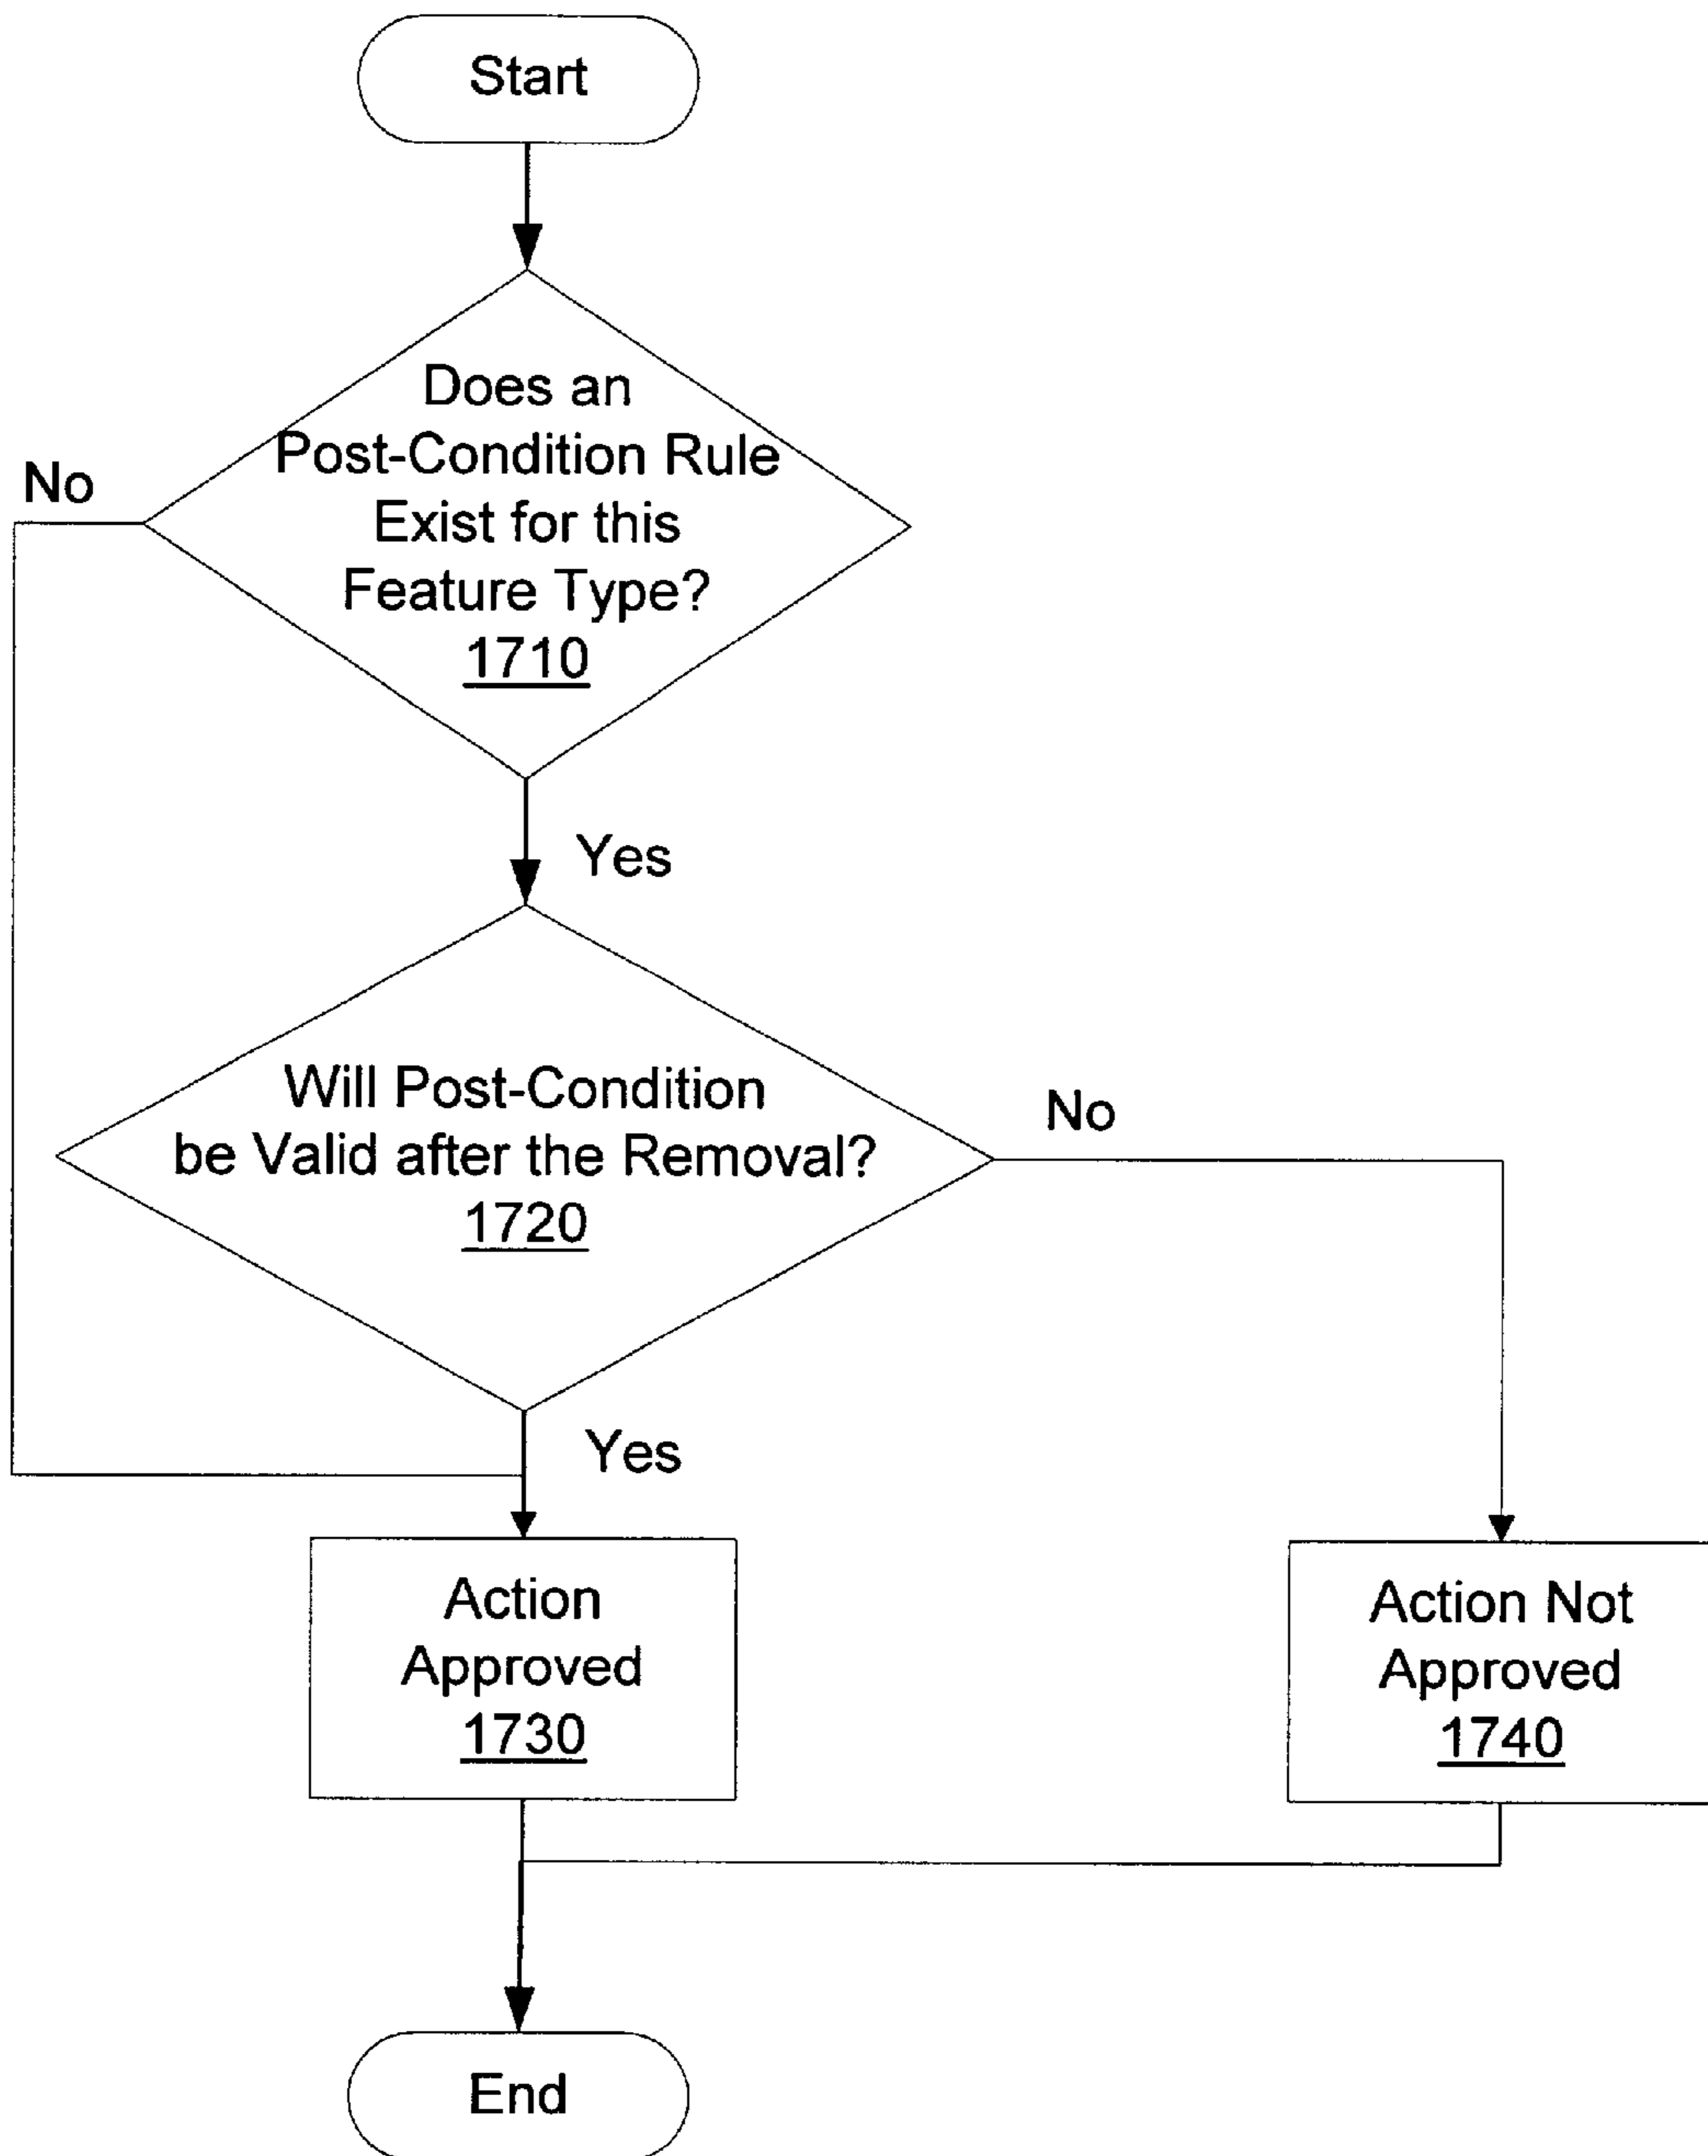 Start
Does an
Post-Condition Rule
Exist for this
Feature Type?
1710
No
Yes
Will Post-Condition
be Valid after the Removal?
1720
No
Yes
Action
Approved
1730
Action Not
Approved
1740
End